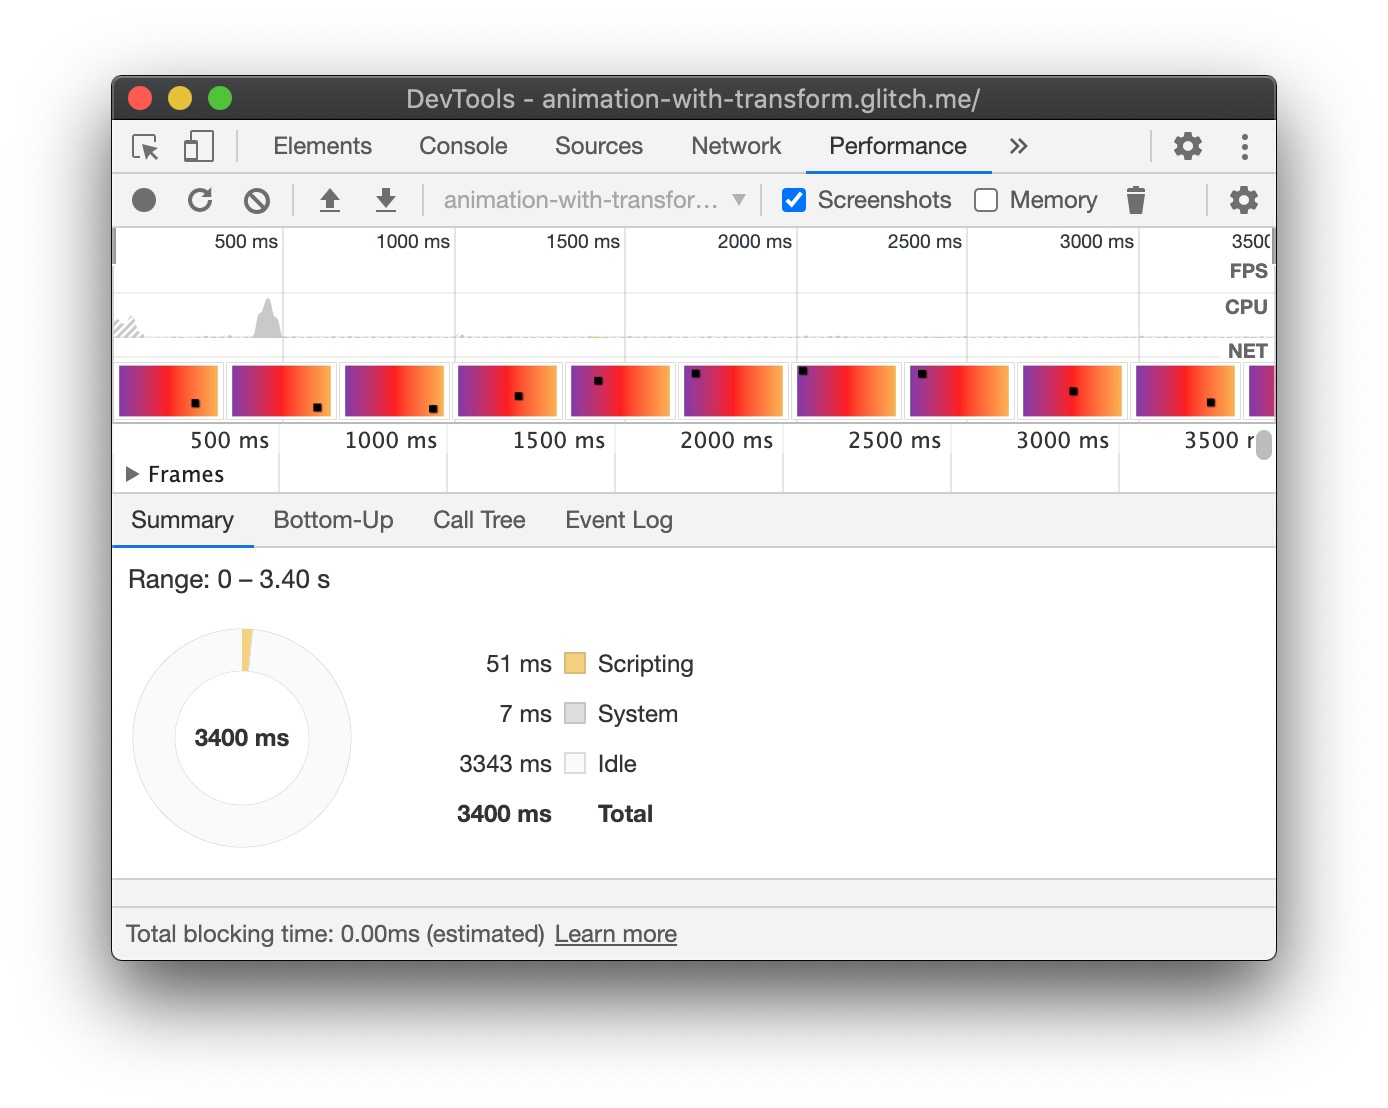 DevTools - animation-with-transform.glitch.me/
Elements Console Sources Network Performance »
animation-with-transfor... ▼ Screenshots Memory
500 ms 1000 ms 1500 ms 2000 ms 2500 ms 3000 ms 350
FPS
CPU
NET
500 ms 1000 ms 1500 ms 2000 ms 2500 ms 3000 ms 3500
Frames
Summary Bottom-Up Call Tree Event Log
Range: 0 – 3.40 s
3400 ms
51 ms Scripting
7 ms System
3343 ms Idle
3400 ms Total
Total blocking time: 0.00ms (estimated) Learn more